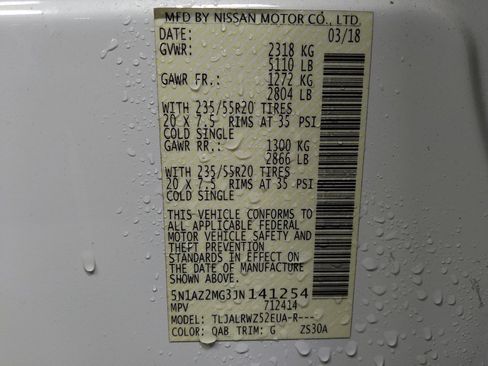 MFD BY NISSAN MOTOR CO., LTD.
DATE: 03/18
GVWR: 2318 KG
5110 LB
GAWR FR.: 1272 KG
2804 LB
WITH 235/55R20 TIRES
20 X 7.5 RIMS AT 35 PSI
COLD SINGLE
GAWR RR.: 1300 KG
2866 LB
WITH 235/55R20 TIRES
20 X 7.5 RIMS AT 35 PSI
COLD SINGLE
THIS VEHICLE CONFORMS TO
ALL APPLICABLE FEDERAL
MOTOR VEHICLE SAFETY AND
THEFT PREVENTION
STANDARDS IN EFFECT ON
THE DATE OF MANUFACTURE
SHOWN ABOVE.
5N1AZ2MG3JN141254
MPV 712414
MODEL: TLJALRWZ52EUA-R---
COLOR: QAB TRIM: G ZS30A